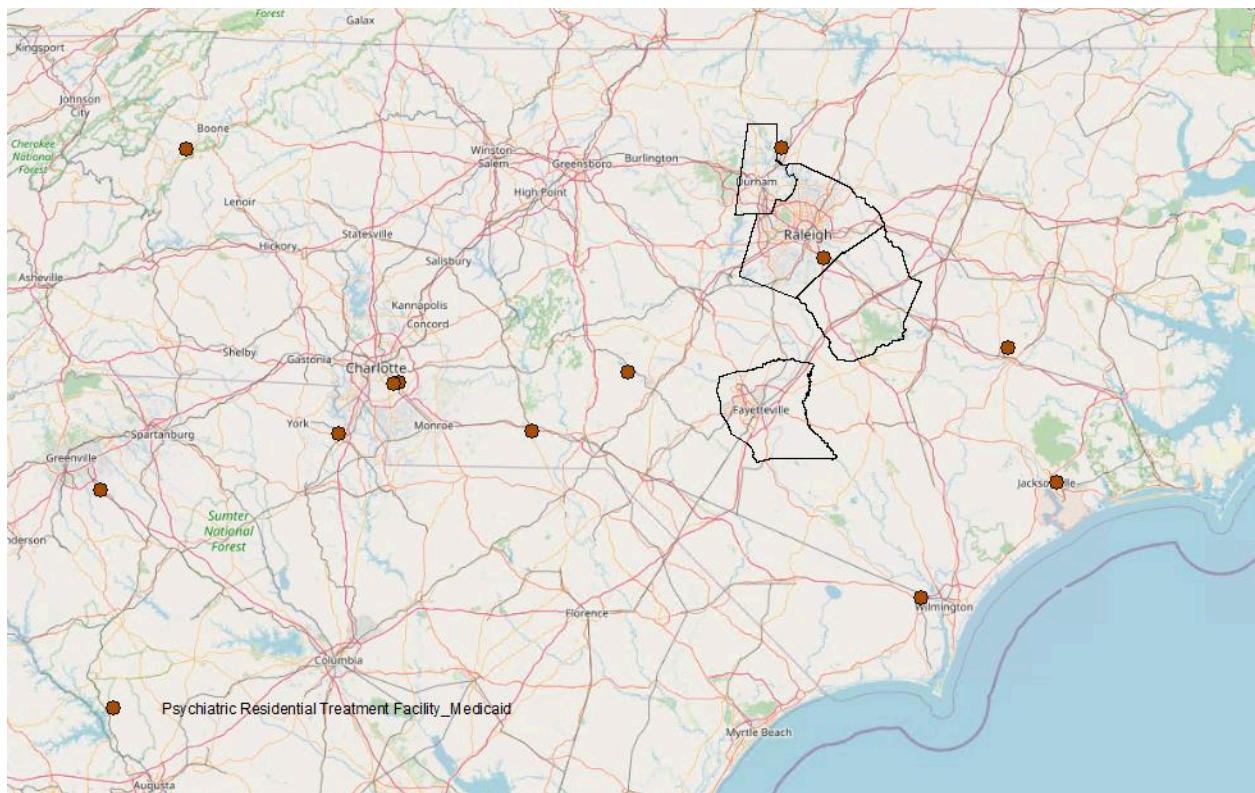 Forest
Galax
Kingsport
Johnson
City
Boone
Cherokee
National
Forest
Winston
Salem
Greensboro
Burlington
High Point
Durham
Lenoir
Statesville
Raleigh
Hickory
Salisbury
Asheville
Kannapolis
Concord
Shelby
Gastonia
Charlotte
York
Monroe
Fayetteville
Spartanburg
Greenville
Jacksonville
Sumter
National
Forest
nderson
Florence
Wilmington
Columbia
Psychiatric Residential Treatment Facility_Medicaid
Myrtle Beach
Augusta